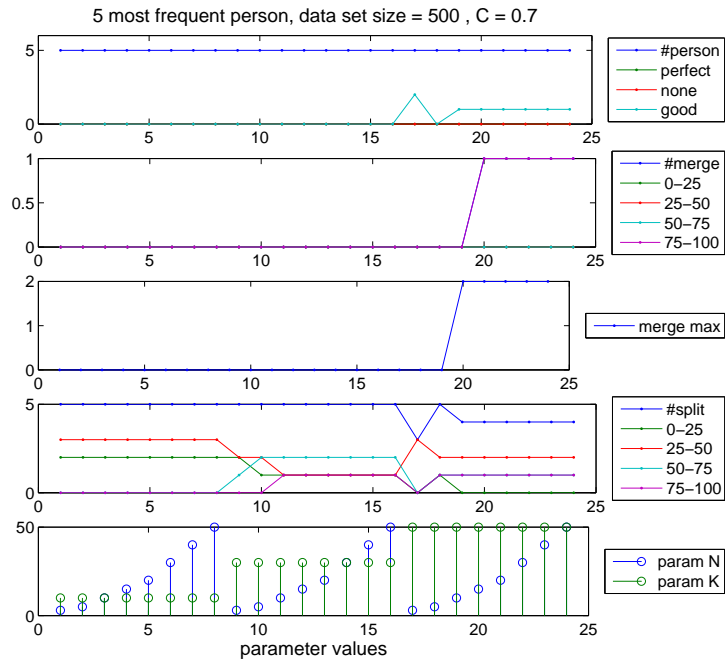 5 most frequent person, data set size = 500 , C = 0.7
5
0
0 5 10 15 20 25
#person
perfect
none
good
1
0.5
0
0 5 10 15 20 25
#merge
0-25
25-50
50-75
75-100
2
1
0
0 5 10 15 20 25
merge max
5
0
0 5 10 15 20 25
#split
0-25
25-50
50-75
75-100
50
0
0 5 10 15 20 25
param N
param K
parameter values